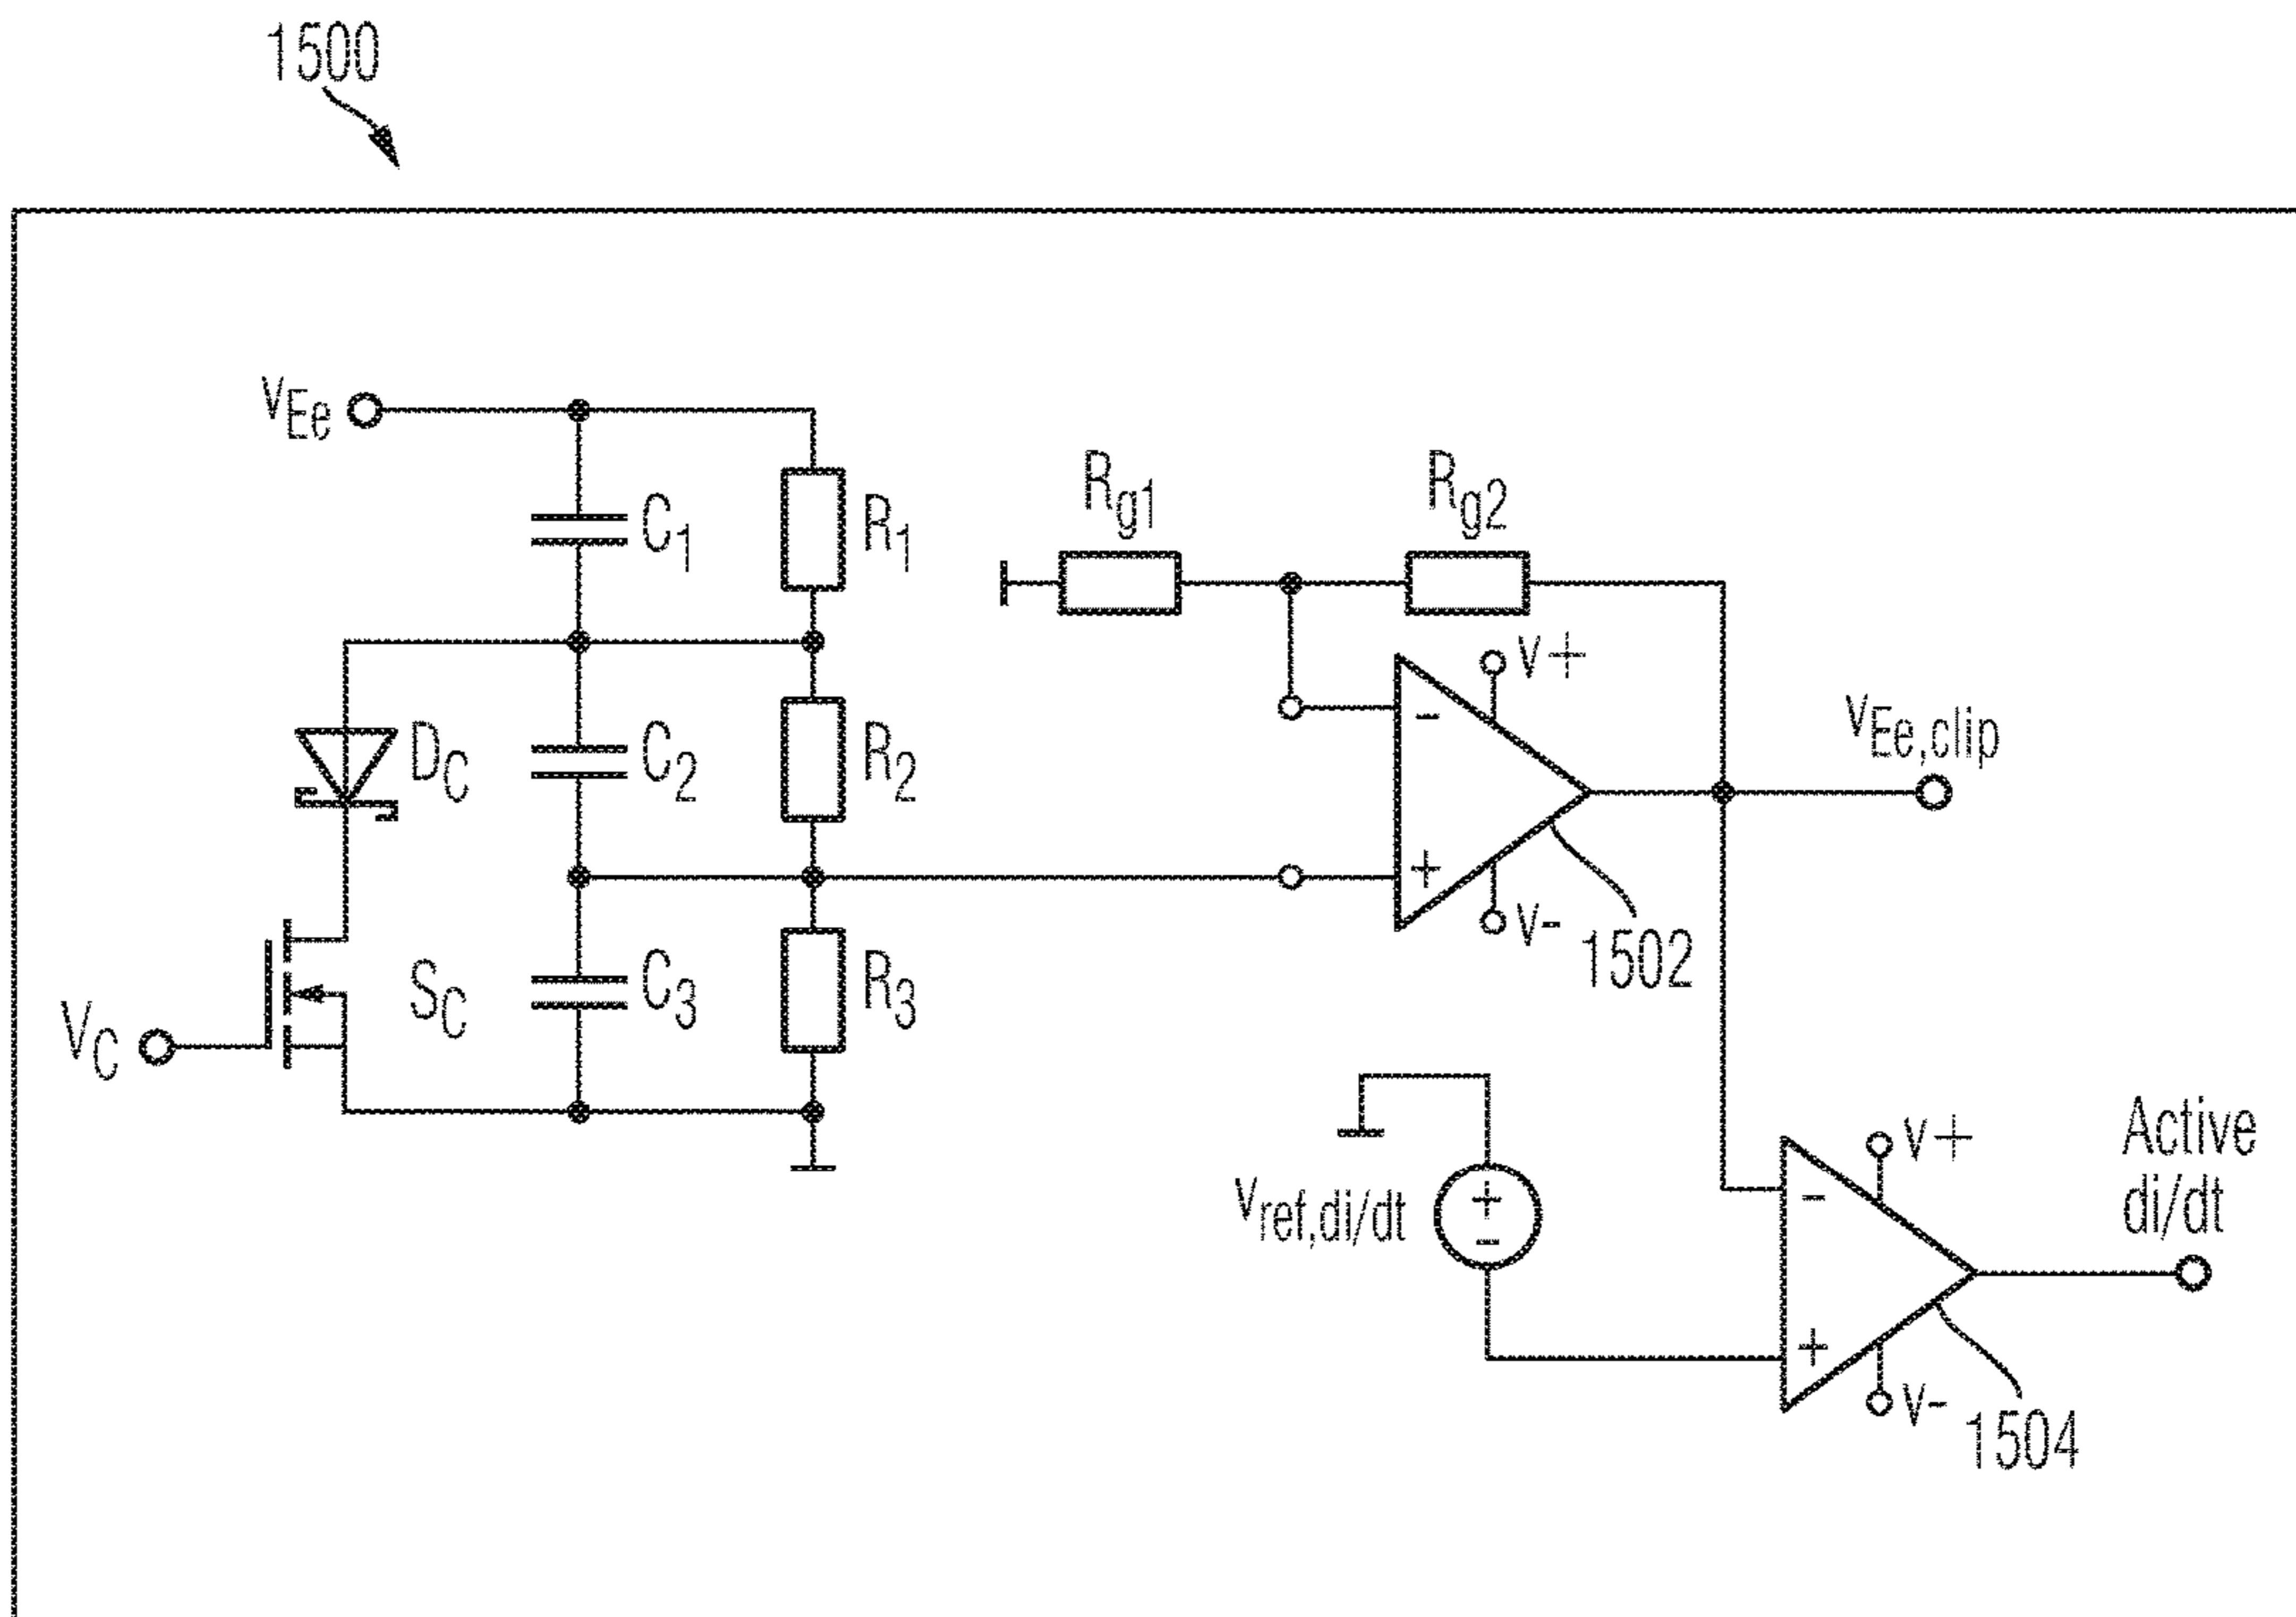 1500
vEe
C1
R1
Rg1
Rg2
v+
-
DC
C2
R2
vEe,clip
+
v-
1502
VC
SC
C3
R3
vref,di/dt
+
-
v+
-
Active
di/dt
+
v-
1504